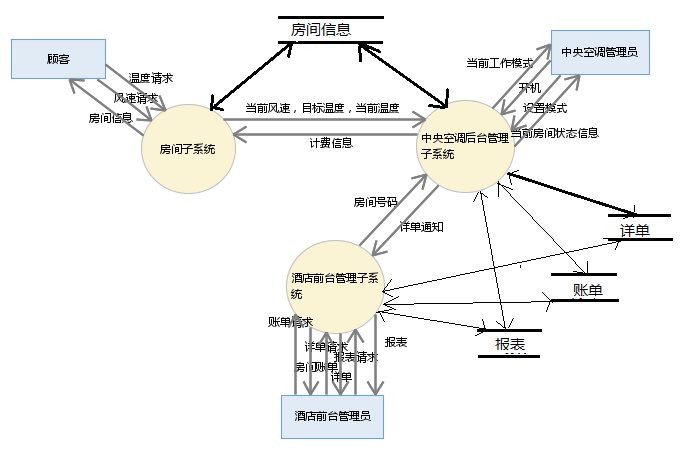 房间信息
顾客
中央空调管理员
当前工作模式
温度请求
开机
风速请求
设置模式
房间信息
当前风速，目标温度，当前温度
当前房间状态信息
房间子系统
计费信息
中央空调后台管理
子系统
房间号码
详单通知
详单
酒店前台管理子系
统
账单
账单请求
详单请求
报表请求
报表
报表
房间账单
详单
酒店前台管理员